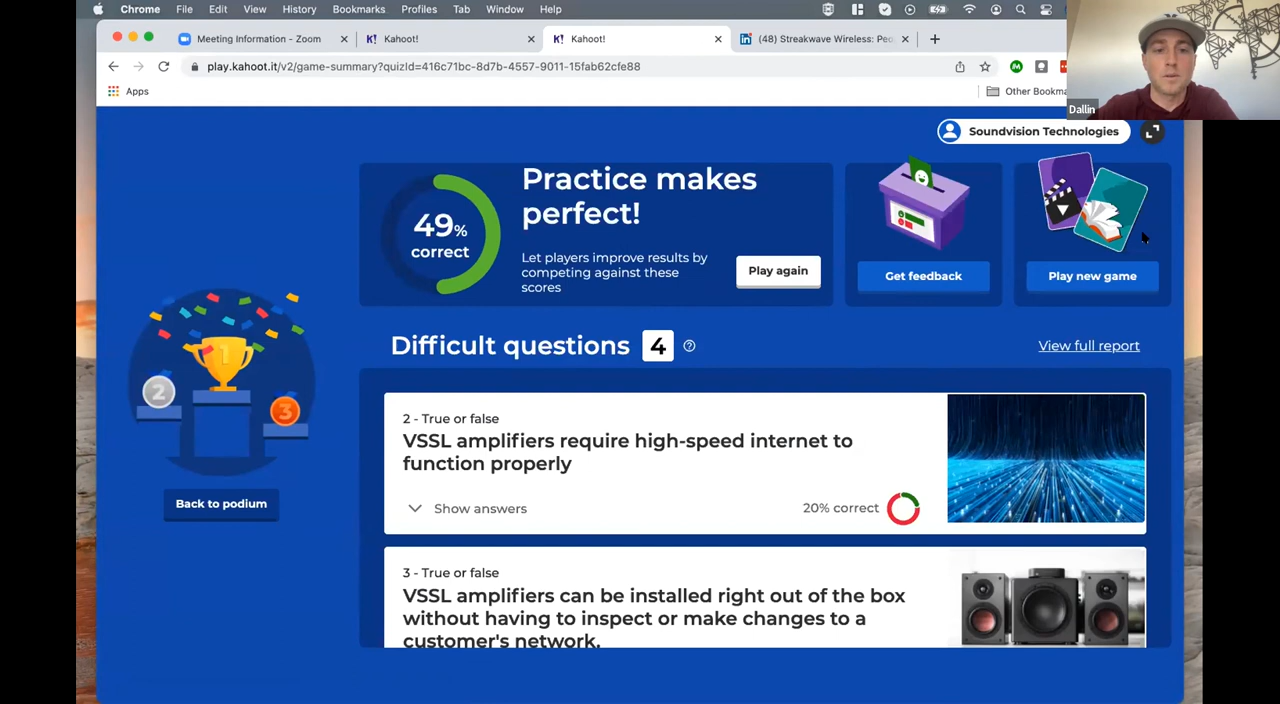 Chrome File Edit View History Bookmarks Profiles Tab Window Help
Meeting Information - Zoom
Kahoot!
Kahoot!
(48) Streakwave Wireless: Peo
play.kahoot.it/v2/game-summary?quizId=416c71bc-8d7b-4557-9011-15fab62cfe88
Apps
Other Bookma
Dallin
Soundvision Technologies
49%
correct
Practice makes
perfect!
Let players improve results by
competing against these
scores
Play again
Get feedback
Play new game
1
2
3
Back to podium
Difficult questions 4
View full report
2 - True or false
VSSL amplifiers require high-speed internet to
function properly
Show answers
20% correct
3 - True or false
VSSL amplifiers can be installed right out of the box
without having to inspect or make changes to a
customer's network.